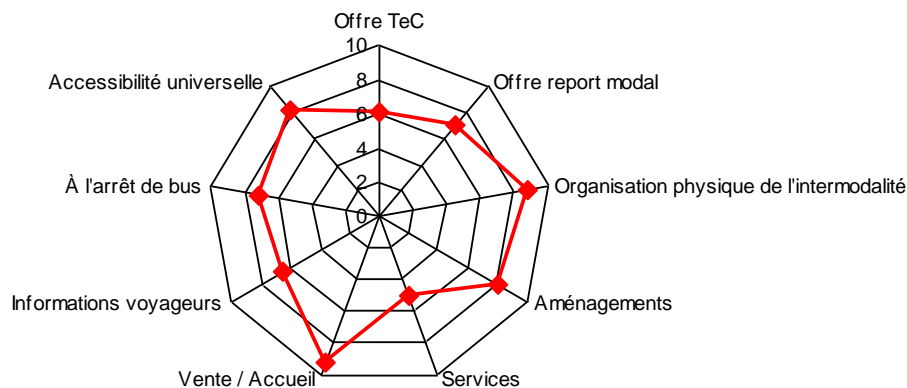 Offre TeC
10
Accessibilité universelle
8
Offre report modal
6
4
À l'arrêt de bus
2
Organisation physique de l'intermodalité
0
Informations voyageurs
Aménagements
Vente / Accueil
Services